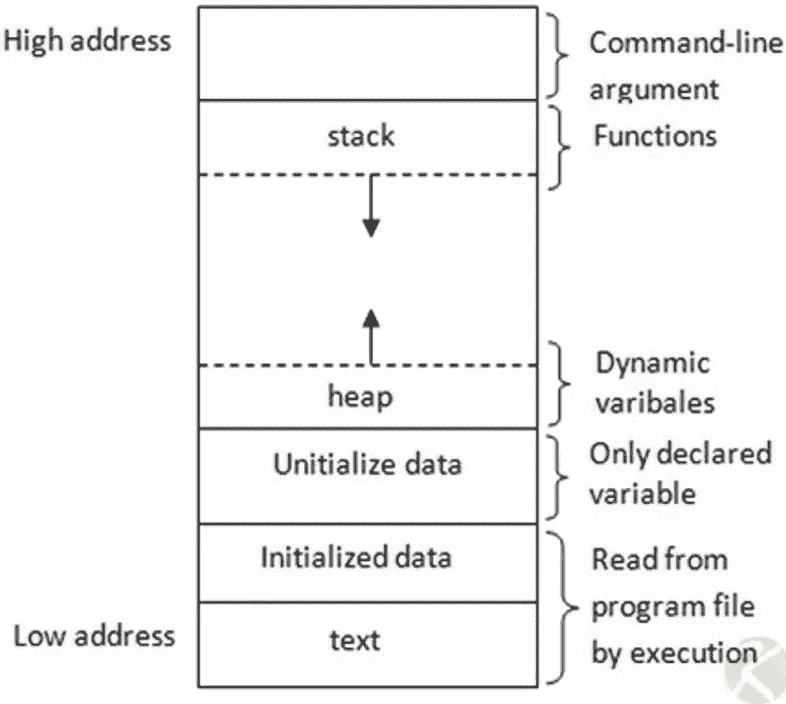 High address
Command-line
argument
stack
Functions
Dynamic
varibales
heap
Unitialize data
Only declared
variable
Initialized data
Read from
program file
by execution
Low address
text